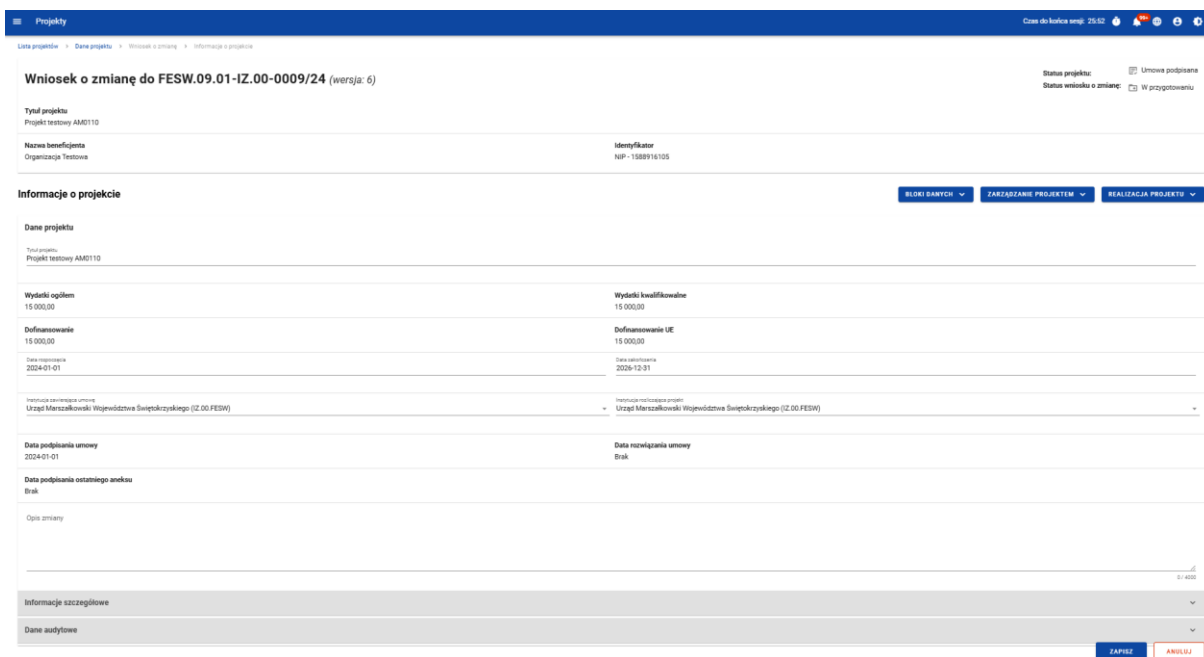 Projekty
Czas do końca sesji: 25:52
99+
Lista projektów > Dane projektu > Wniosek o zmianę > Informacje o projekcie
Wniosek o zmianę do FESW.09.01-IZ.00-0009/24 (wersja: 6)
Status projektu: Umowa podpisana
Status wniosku o zmianę: W przygotowaniu
Tytuł projektu
Projekt testowy AM0110
Nazwa beneficjenta Identyfikator
Organizacja Testowa NIP - 1588916105
Informacje o projekcie
BLOKI DANYCH ZARZĄDZANIE PROJEKTEM REALIZACJA PROJEKTU
Dane projektu
Tytuł projektu
Projekt testowy AM0110
Wydatki ogółem Wydatki kwalifikowalne
15 000,00 15 000,00
Dofinansowanie Dofinansowanie UE
15 000,00 15 000,00
Data rozpoczęcia Data zakończenia
2024-01-01 2026-12-31
Instytucja zawierająca umowę Instytucja rozliczająca projekt
Urząd Marszałkowski Województwa Świętokrzyskiego (IZ.00.FESW) Urząd Marszałkowski Województwa Świętokrzyskiego (IZ.00.FESW)
Data podpisania umowy Data rozwiązania umowy
2024-01-01 Brak
Data podpisania ostatniego aneksu
Brak
Opis zmiany
0 / 4000
Informacje szczegółowe
Dane audytowe
ZAPISZ ANULUJ